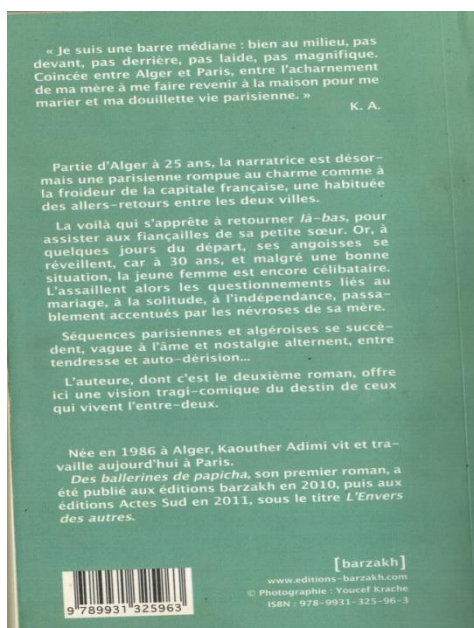 « Je suis une barre médiane : bien au milieu, pas
devant, pas derrière, pas laide, pas magnifique.
Coincée entre Alger et Paris, entre l'acharnement
de ma mère à me faire revenir à la maison pour me
marier et ma douillette vie parisienne. »
K. A.
Partie d'Alger à 25 ans, la narratrice est désor-
mais une parisienne rompue au charme comme à
la froideur de la capitale française, une habituée
des allers-retours entre les deux villes.
La voilà qui s'apprête à retourner là-bas, pour
assister aux fiançailles de sa petite sœur. Or, à
quelques jours du départ, ses angoisses se
réveillent, car à 30 ans, et malgré une bonne
situation, la jeune femme est encore célibataire.
L'assaillent alors les questionnements liés au
mariage, à la solitude, à l'indépendance, passa-
blement accentués par les névroses de sa mère.
Séquences parisiennes et algéroises se succè-
dent, vague à l'âme et nostalgie alternent, entre
tendresse et auto-dérision...
L'auteure, dont c'est le deuxième roman, offre
ici une vision tragi-comique du destin de ceux
qui vivent l'entre-deux.
Née en 1986 à Alger, Kaouther Adimi vit et tra-
vaille aujourd'hui à Paris.
Des ballerines de papicha, son premier roman, a
été publié aux éditions barzakh en 2010, puis aux
éditions Actes Sud en 2011, sous le titre L'Envers
des autres.
[barzakh]
www.editions-barzakh.com
© Photographie : Youcef Krache
ISBN : 978-9931-325-96-3
9 789931 325963